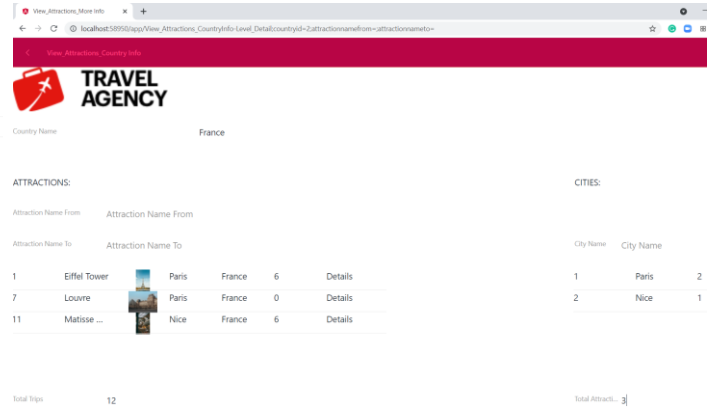 View_Attractions_More Info
localhost:58950/app/View_Attractions_CountryInfo-Level_Detail;countryid=2;attractionnamefrom=;attractionnameto=
View_Attractions_Country Info
TRAVEL
AGENCY
Country Name France
ATTRACTIONS: CITIES:
Attraction Name From Attraction Name From
Attraction Name To Attraction Name To City Name City Name
1 Eiffel Tower Paris France 6 Details 1 Paris 2
7 Louvre Paris France 0 Details 2 Nice 1
11 Matisse ... Nice France 6 Details
Total Trips 12 Total Attracti... 3